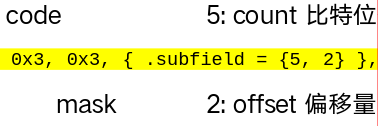 code 5: count 比特位
0x3, 0x3, { .subfield = {5, 2} },
mask 2: offset 偏移量